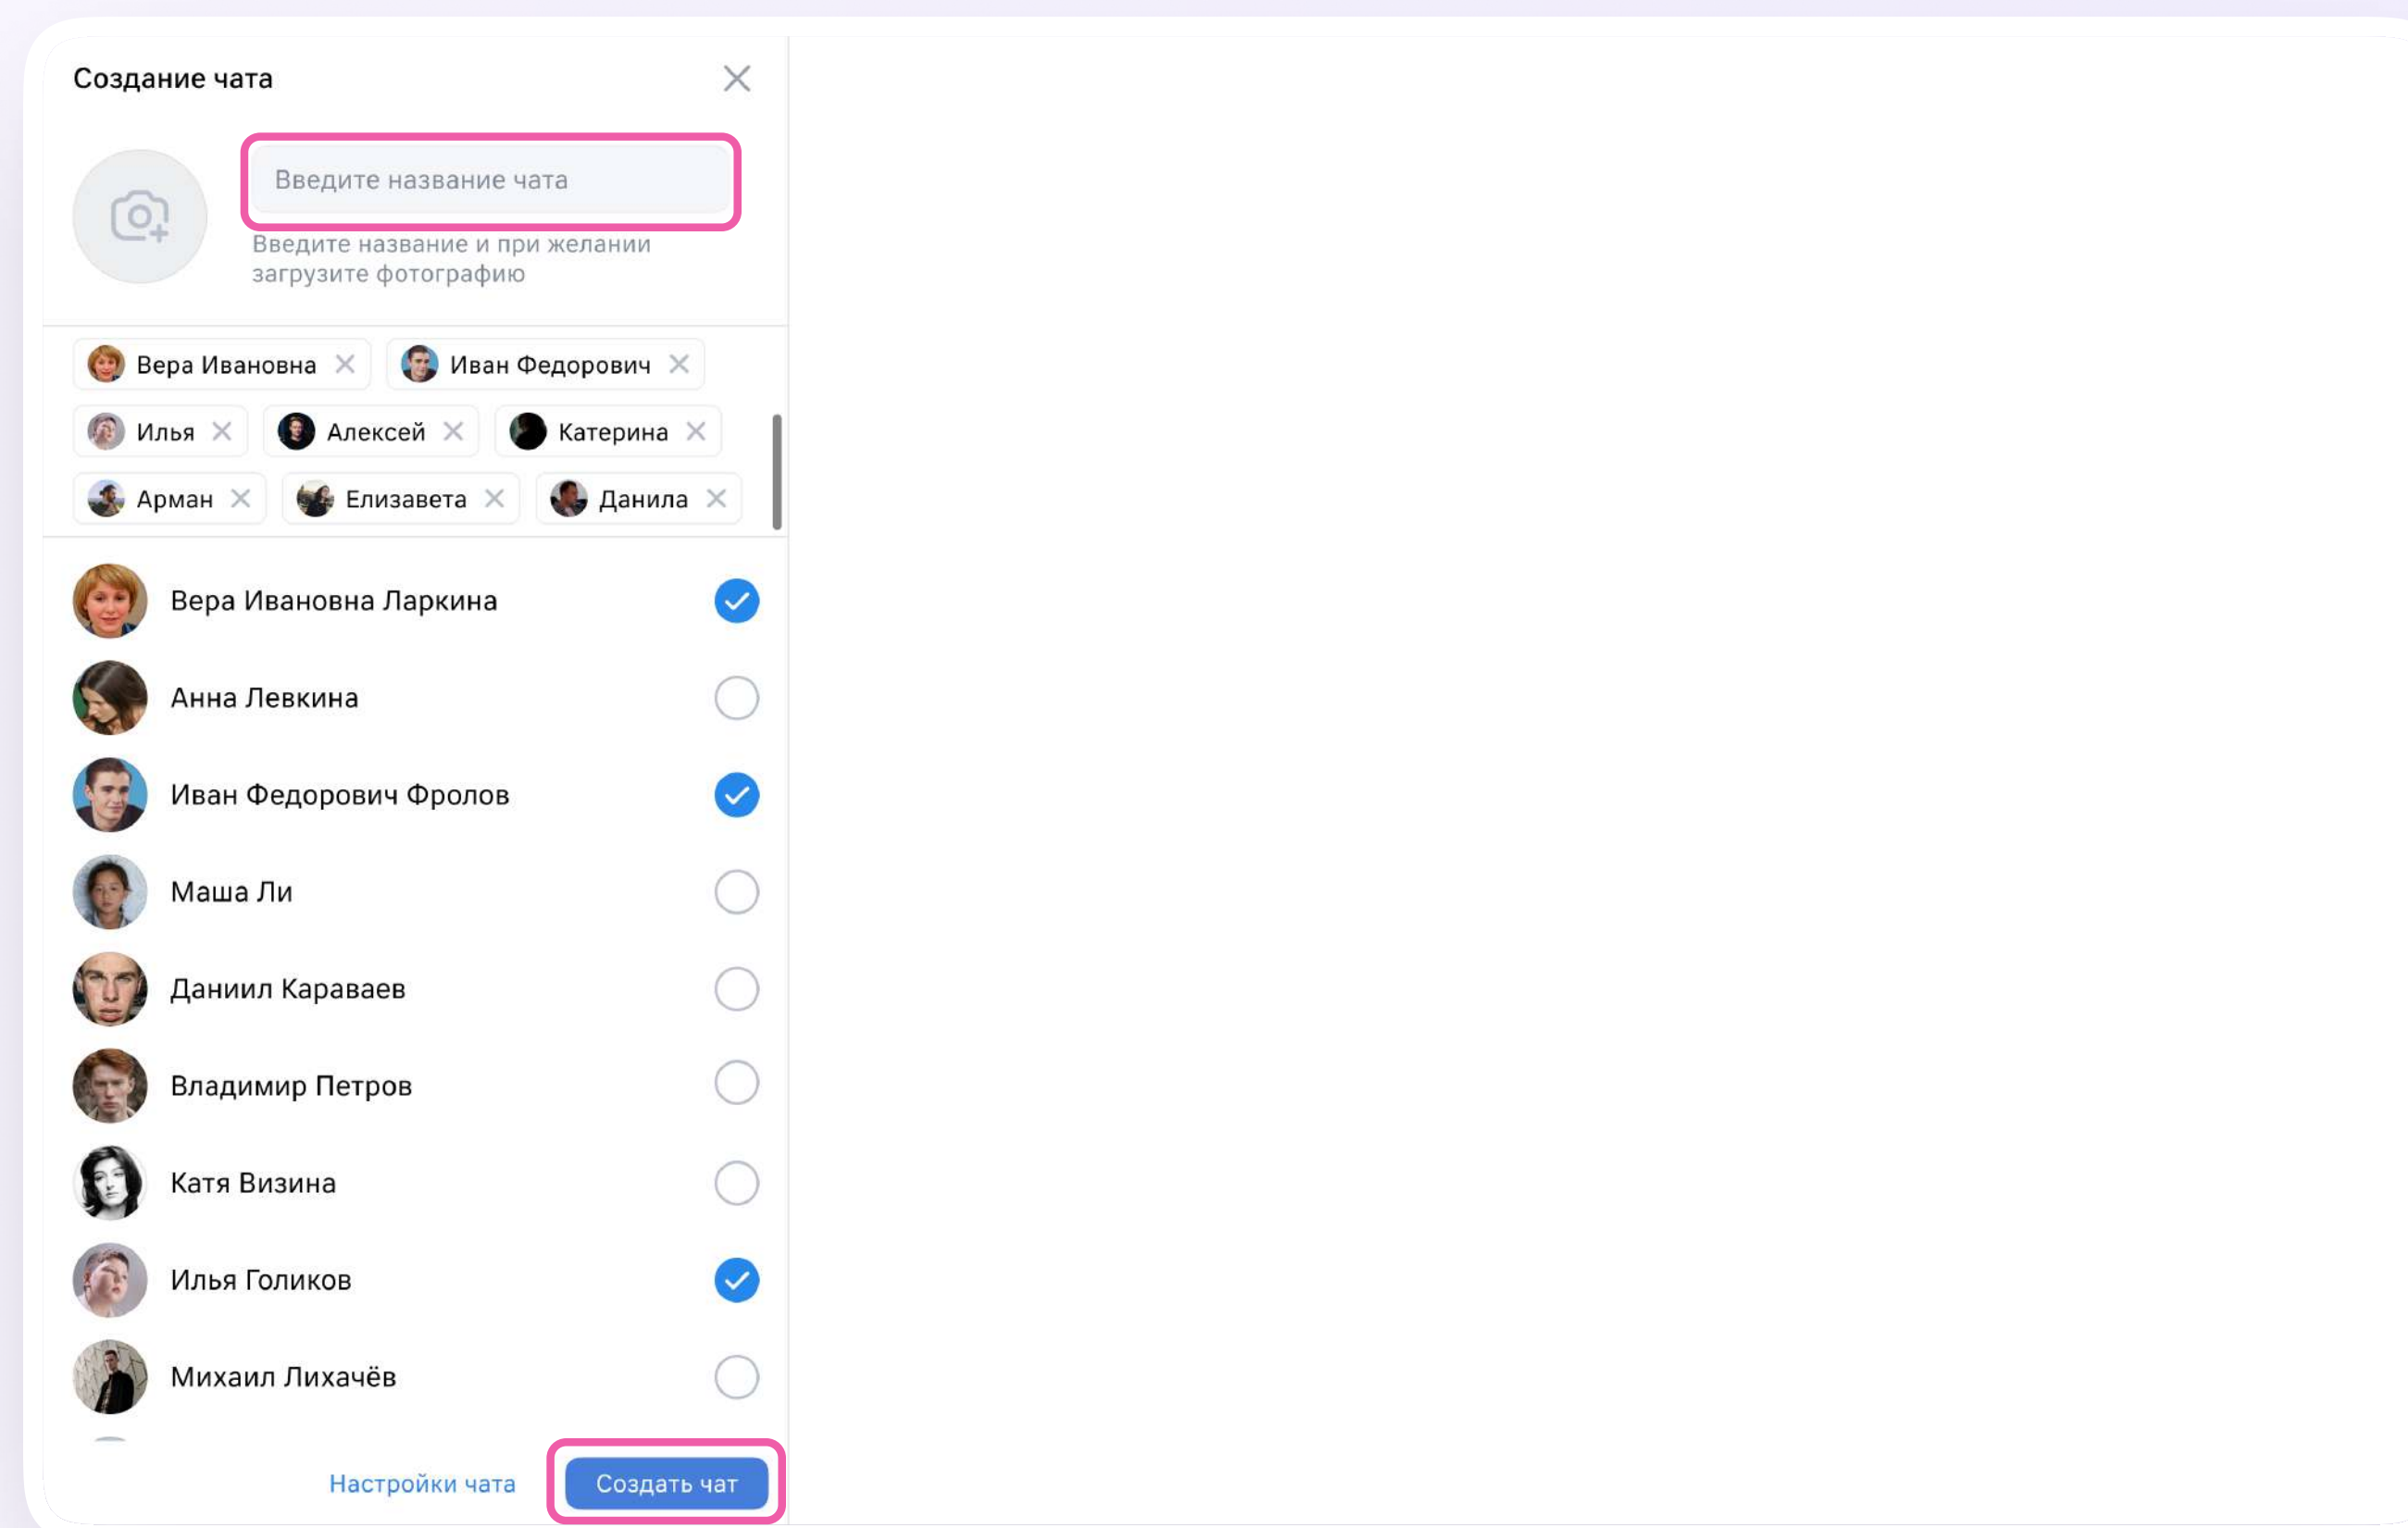 Создание чата
Введите название чата
Введите название и при желании
загрузите фотографию
Вера Ивановна Иван Федорович
Илья Алексей Катерина
Арман Елизавета Данила
Вера Ивановна Ларкина
Анна Левкина
Иван Федорович Фролов
Маша Ли
Даниил Караваев
Владимир Петров
Катя Визина
Илья Голиков
Михаил Лихачёв
Настройки чата Создать чат